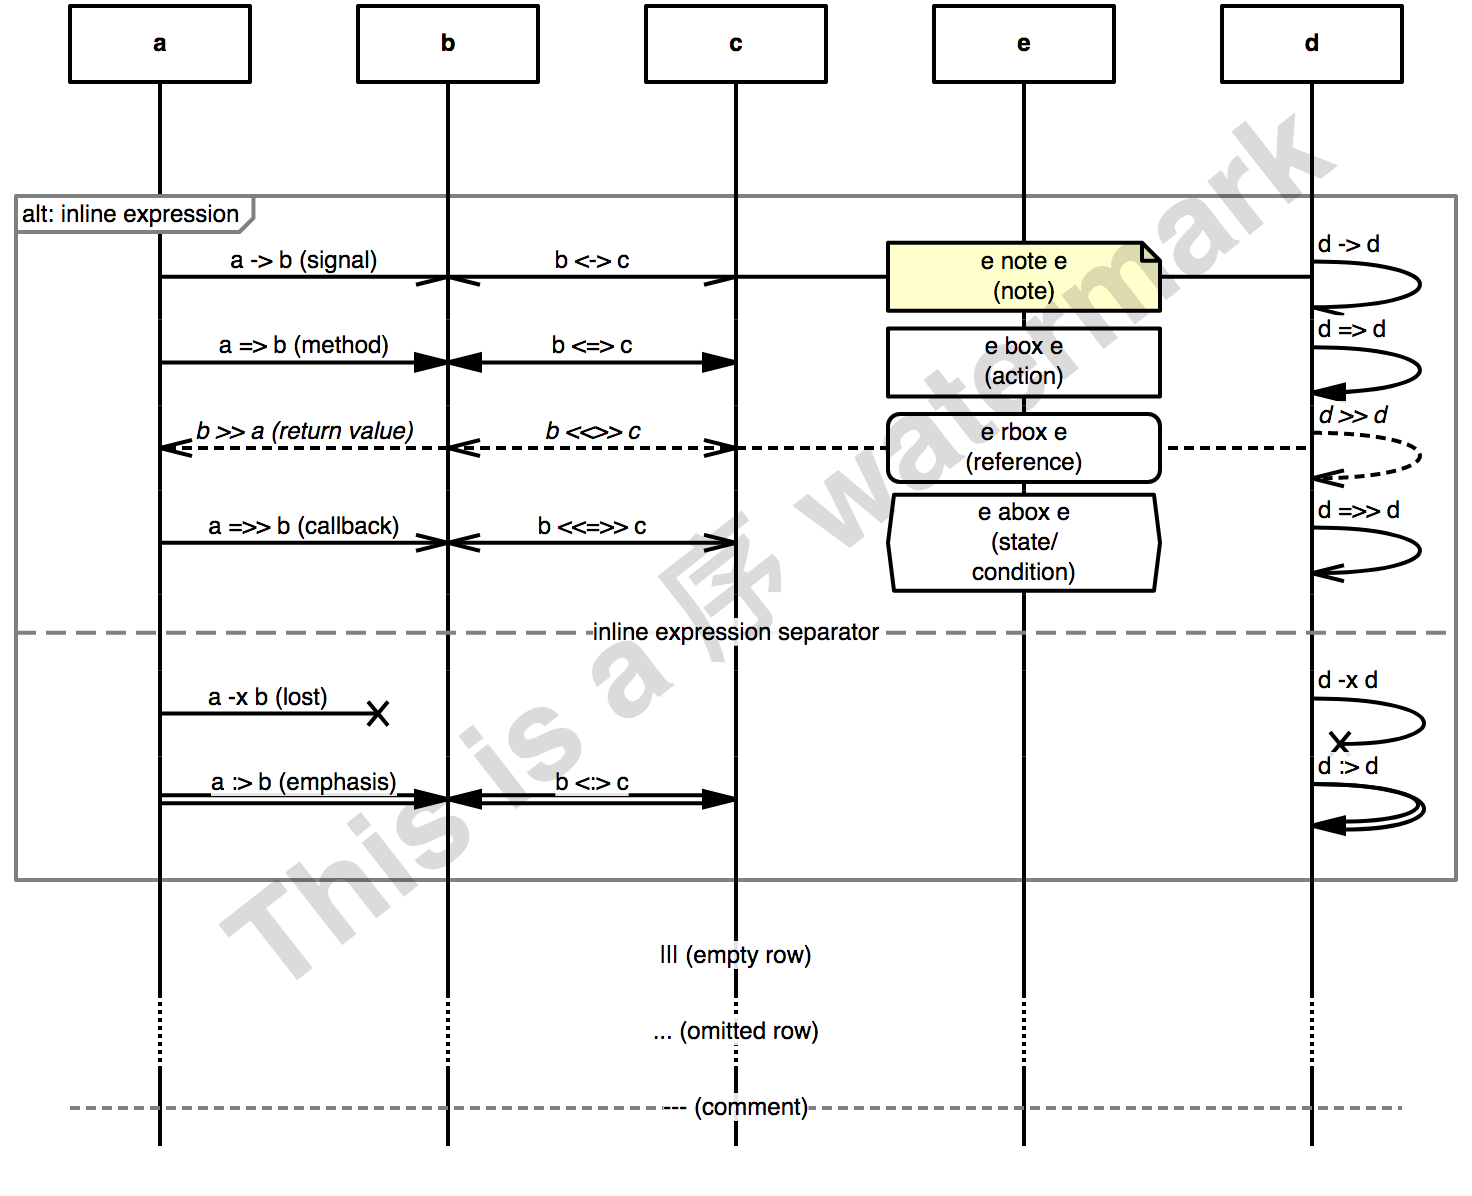 a
b
c
e
d
alt: inline expression
a -> b (signal)
b <-> c
e note e
(note)
d -> d
a => b (method)
b <=> c
e box e
(action)
d => d
b >> a (return value)
b <<>> c
e rbox e
(reference)
d >> d
a =>> b (callback)
b <<=>> c
e abox e
(state/
condition)
d =>> d
inline expression separator
a -x b (lost)
d -x d
a :> b (emphasis)
b <:> c
d :> d
||| (empty row)
... (omitted row)
--- (comment)
This is a 序 watermark